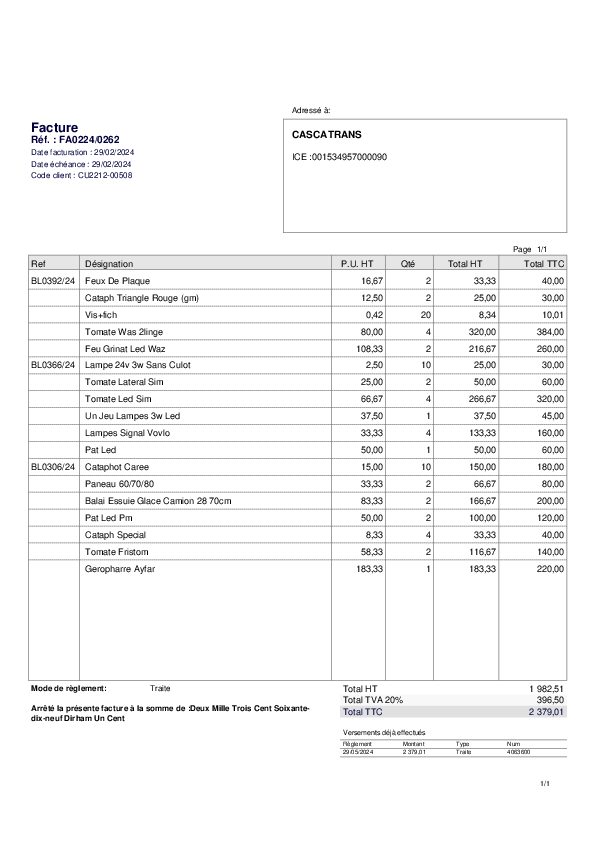 Adressé à:
Facture
Réf. : FA0224/0262
Date facturation : 29/02/2024
Date échéance : 29/02/2024
Code client : CU2212-00508
CASCATRANS
ICE :001534957000090
Page 1/1
Ref Désignation P.U. HT Qté Total HT Total TTC
BL0392/24 Feux De Plaque 16,67 2 33,33 40,00
Cataph Triangle Rouge (gm) 12,50 2 25,00 30,00
Vis+fich 0,42 20 8,34 10,01
Tomate Was 2linge 80,00 4 320,00 384,00
Feu Grinat Led Waz 108,33 2 216,67 260,00
BL0366/24 Lampe 24v 3w Sans Culot 2,50 10 25,00 30,00
Tomate Lateral Sim 25,00 2 50,00 60,00
Tomate Led Sim 66,67 4 266,67 320,00
Un Jeu Lampes 3w Led 37,50 1 37,50 45,00
Lampes Signal Vovlo 33,33 4 133,33 160,00
Pat Led 50,00 1 50,00 60,00
BL0306/24 Cataphot Caree 15,00 10 150,00 180,00
Paneau 60/70/80 33,33 2 66,67 80,00
Balai Essuie Glace Camion 28 70cm 83,33 2 166,67 200,00
Pat Led Pm 50,00 2 100,00 120,00
Cataph Special 8,33 4 33,33 40,00
Tomate Fristom 58,33 2 116,67 140,00
Geropharre Ayfar 183,33 1 183,33 220,00
Mode de règlement: Traite
Arrêté la présente facture à la somme de :Deux Mille Trois Cent Soixante-
dix-neuf Dirham Un Cent
Total HT 1 982,51
Total TVA 20% 396,50
Total TTC 2 379,01
Versements déjà effectués
Règlement Montant Type Num
29/05/2024 2 379,01 Traite 4063600
1/1